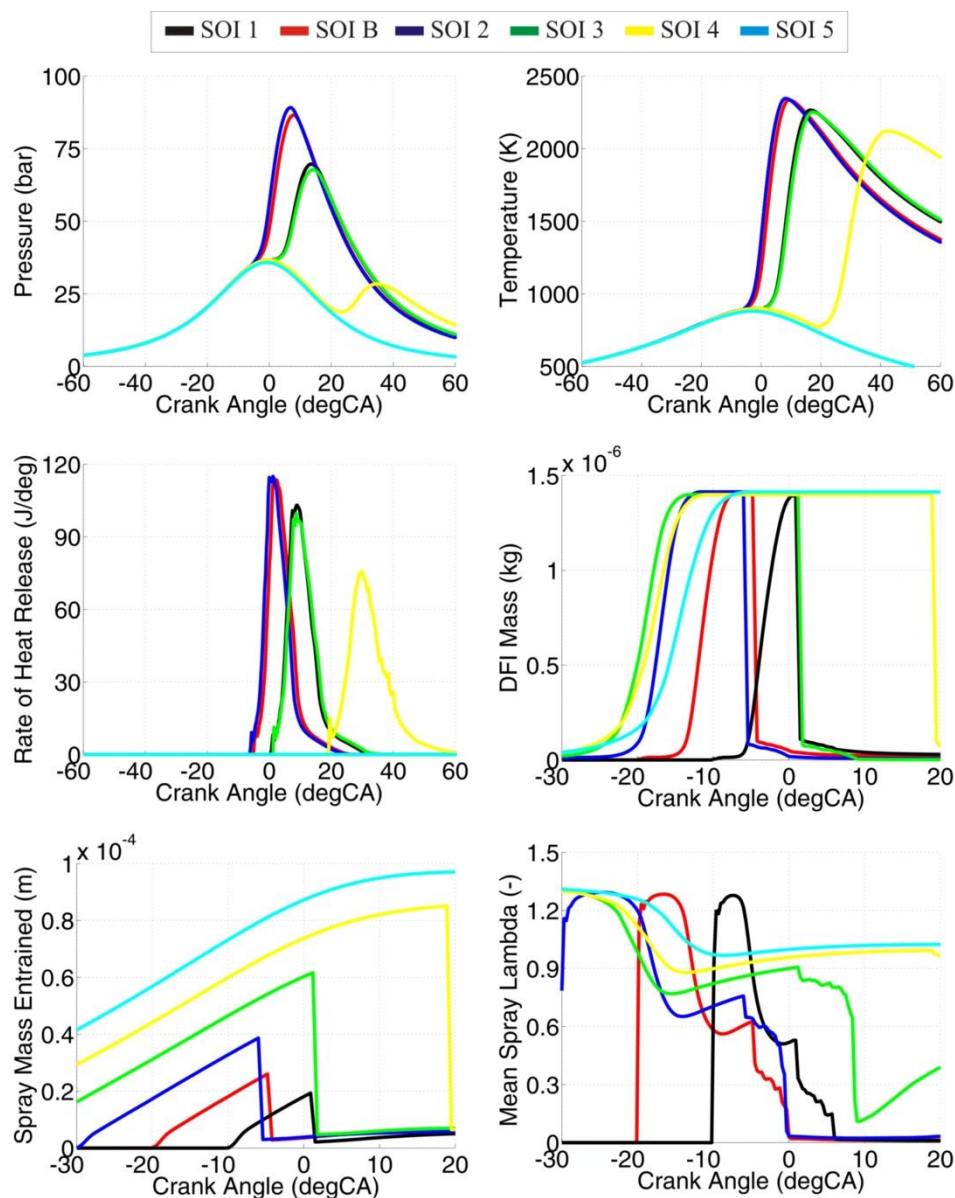 SOI 1 SOI B SOI 2 SOI 3 SOI 4 SOI 5
Pressure (bar)
100
75
50
25
0
-60 -40 -20 0 20 40 60
Crank Angle (degCA)
Temperature (K)
2500
2000
1500
1000
500
-60 -40 -20 0 20 40 60
Crank Angle (degCA)
Rate of Heat Release (J/deg)
120
90
60
30
0
-60 -40 -20 0 20 40 60
Crank Angle (degCA)
x 10-6
DFI Mass (kg)
1.5
1
0.5
0
-30 -20 -10 0 10 20
Crank Angle (degCA)
x 10-4
Spray Mass Entrained (m)
1
0.8
0.6
0.4
0.2
0
-30 -20 -10 0 10 20
Crank Angle (degCA)
Mean Spray Lambda (-)
1.5
1.2
0.9
0.6
0.3
0
-30 -20 -10 0 10 20
Crank Angle (degCA)